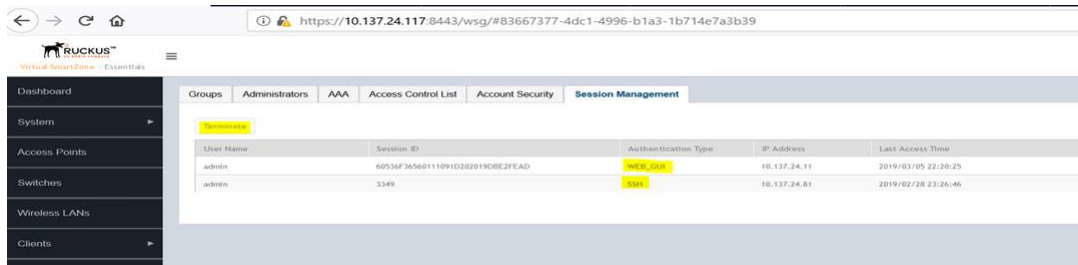 https://10.137.24.117:8443/wsg/#83667377-4dc1-4996-b1a3-1b714e7a3b39
RUCKUS™
Virtual SmartZone - Essentials
Dashboard
System
Access Points
Switches
Wireless LANs
Clients
Groups Administrators AAA Access Control List Account Security Session Management
Terminate
User Name Session ID Authentication Type IP Address Last Access Time
admin 60536F36560111091D202019DBE2FEAD WEB_GUI 10.137.24.11 2019/03/05 22:20:25
admin 3349 SSH 10.137.24.81 2019/02/28 23:26:46